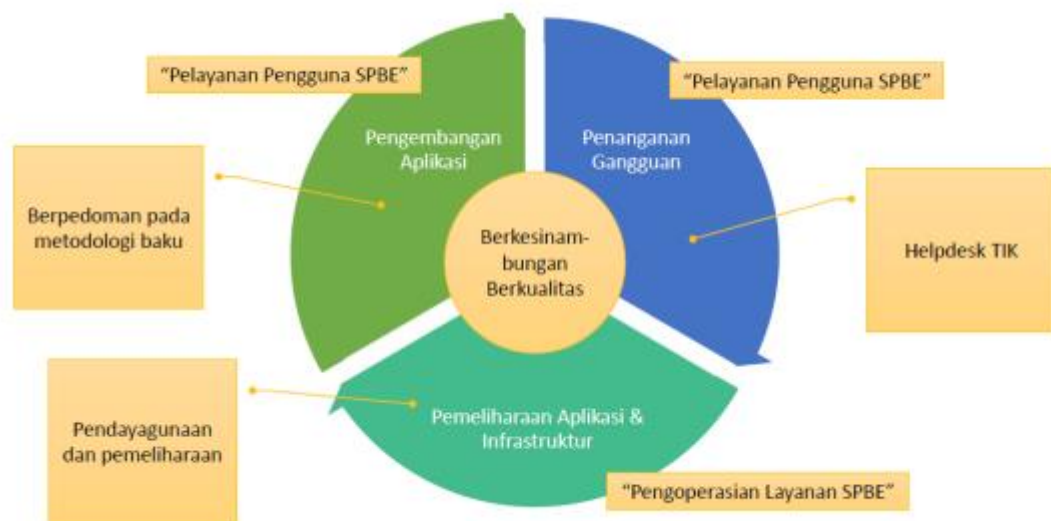 "Pelayanan Pengguna SPBE"
"Pelayanan Pengguna SPBE"
Pengembangan
Aplikasi
Penanganan
Gangguan
Berpedoman pada
metodologi baku
Berkesinam-
bungan
Berkualitas
Helpdesk TIK
Pendayagunaan
dan pemeliharaan
Pemeliharaan Aplikasi &
Infrastruktur
"Pengoperasian Layanan SPBE"